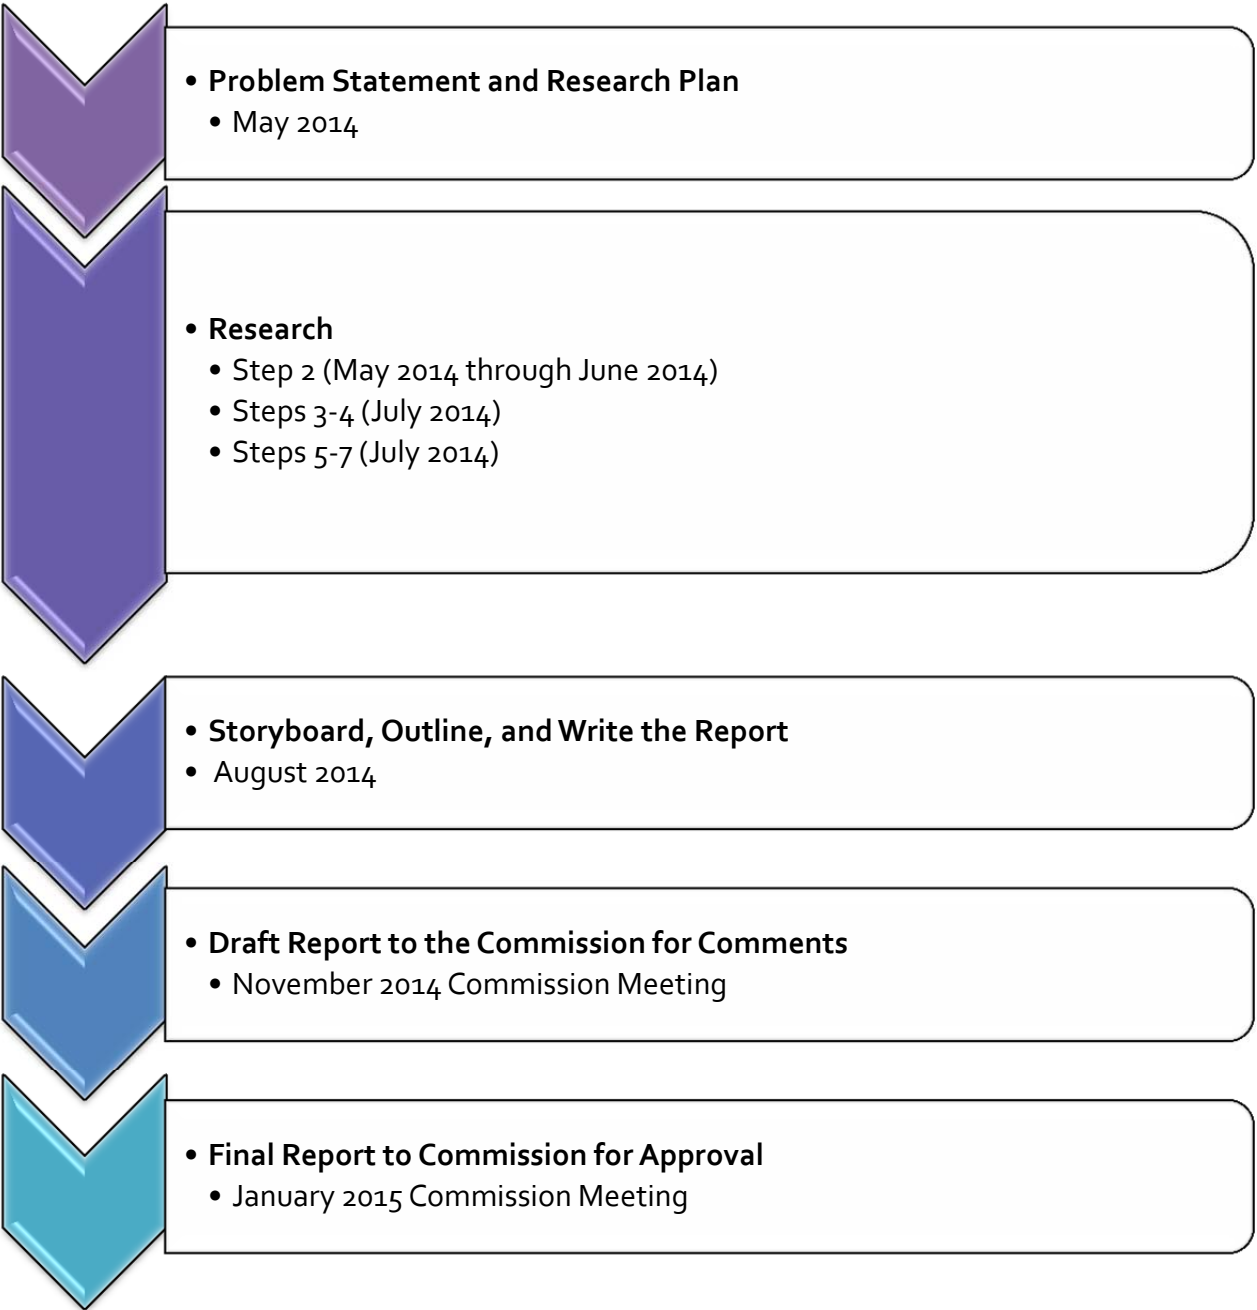 • Problem Statement and Research Plan
• May 2014
• Research
• Step 2 (May 2014 through June 2014)
• Steps 3-4 (July 2014)
• Steps 5-7 (July 2014)
• Storyboard, Outline, and Write the Report
• August 2014
• Draft Report to the Commission for Comments
• November 2014 Commission Meeting
• Final Report to Commission for Approval
• January 2015 Commission Meeting